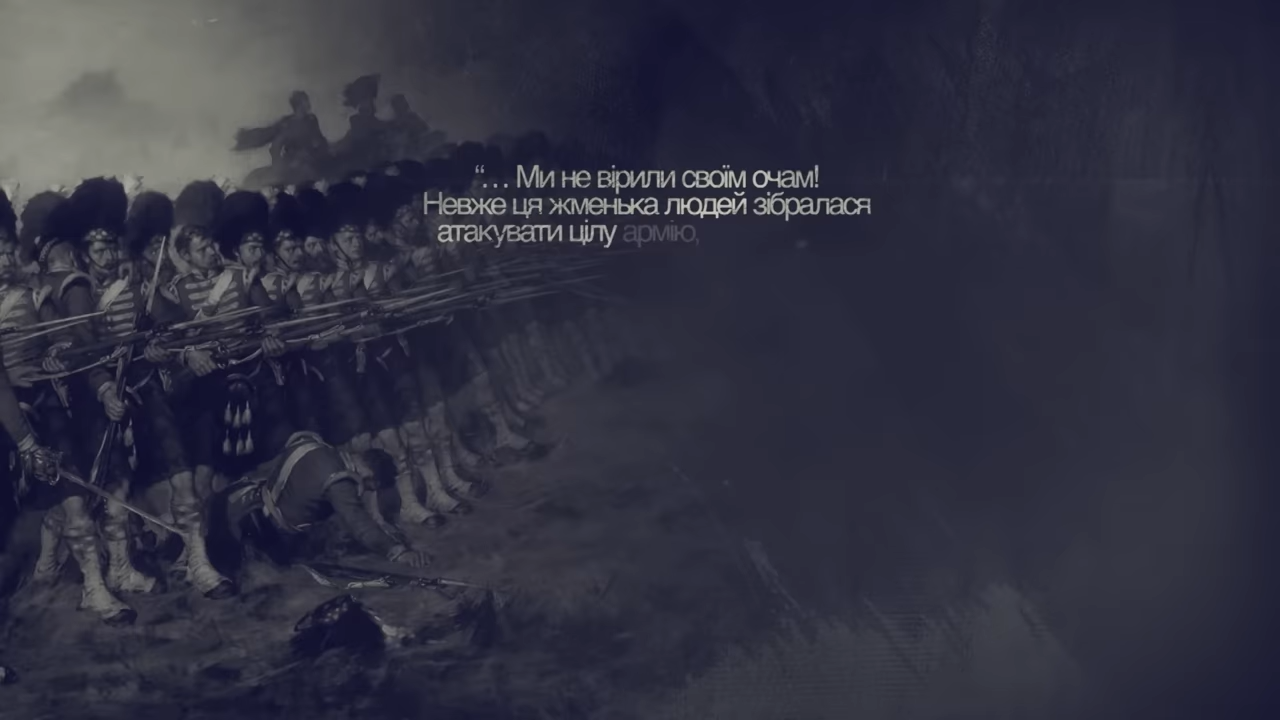 “... Ми не вірили своїм очам!
Невже ця жменька людей зібралася
атакувати цілу армію,